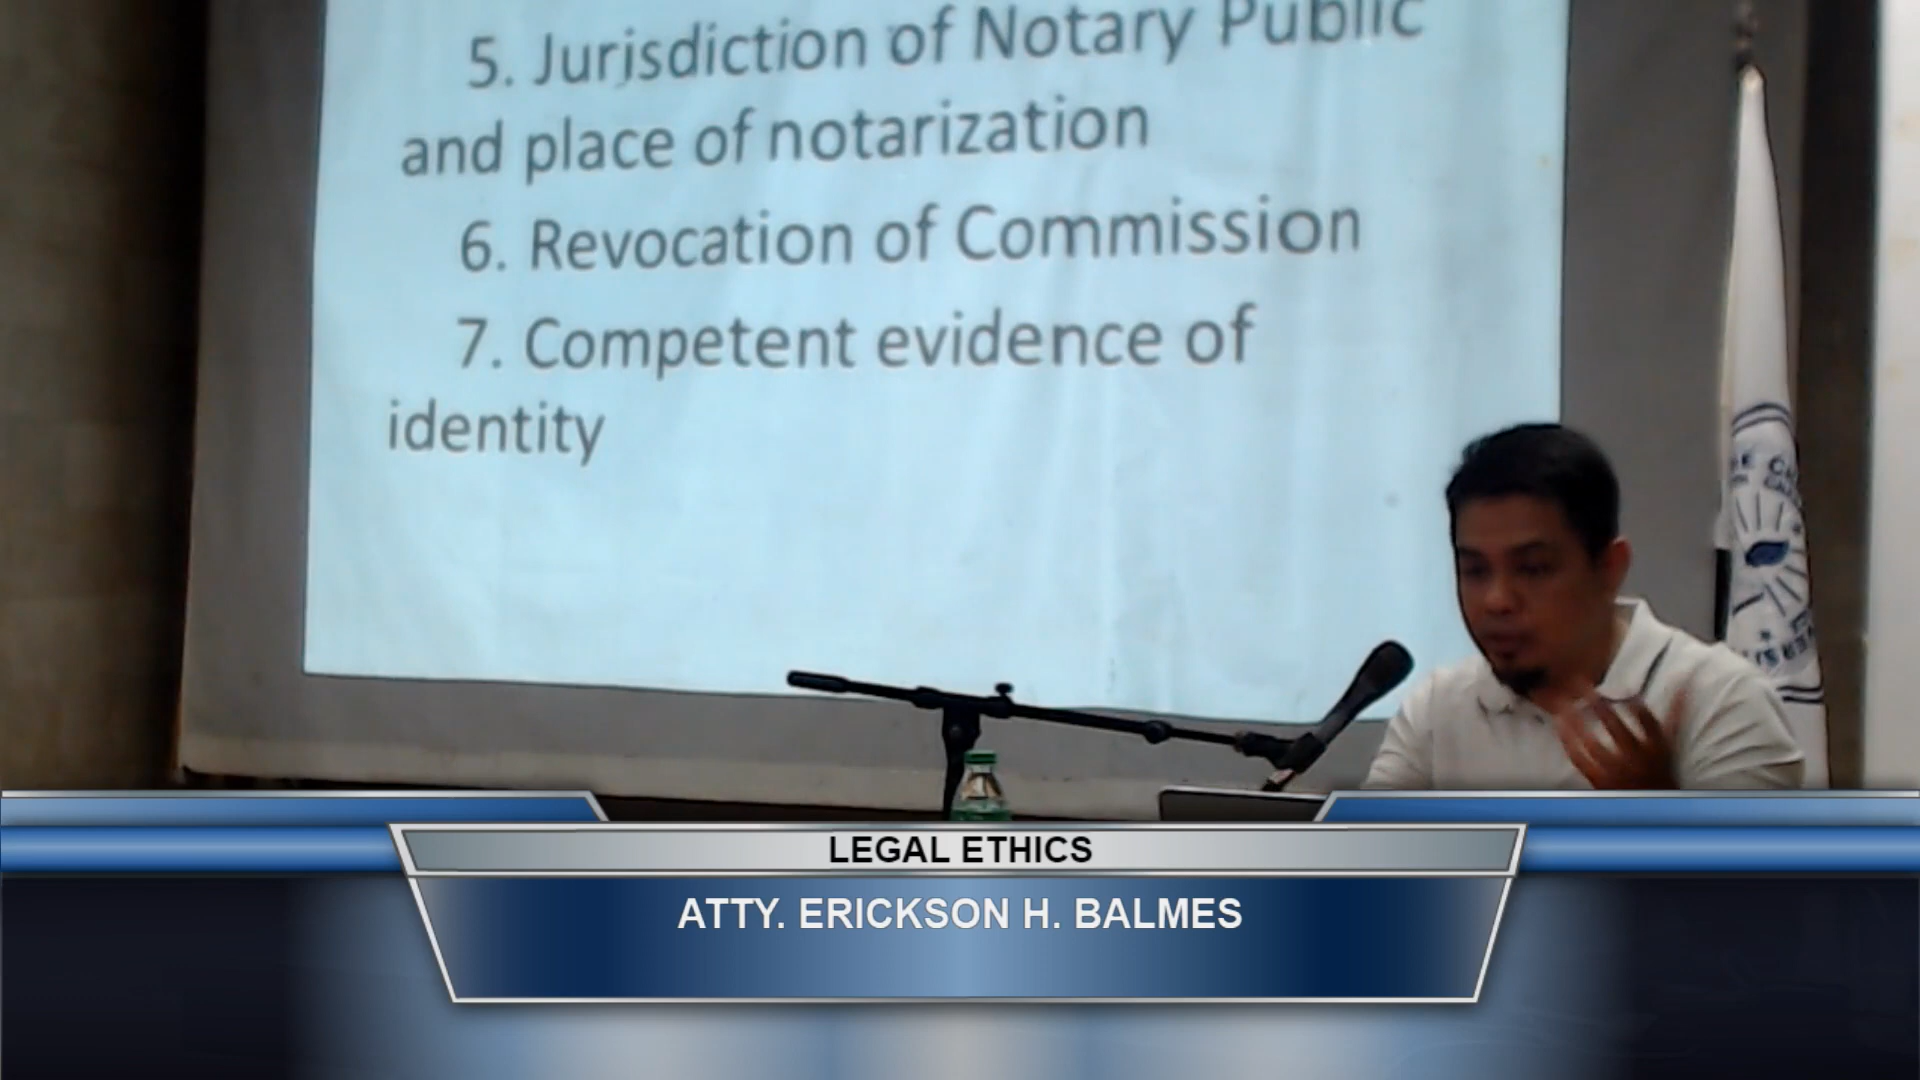 5. Jurisdiction of Notary Public
and place of notarization
6. Revocation of Commission
7. Competent evidence of
identity
LEGAL ETHICS
ATTY. ERICKSON H. BALMES